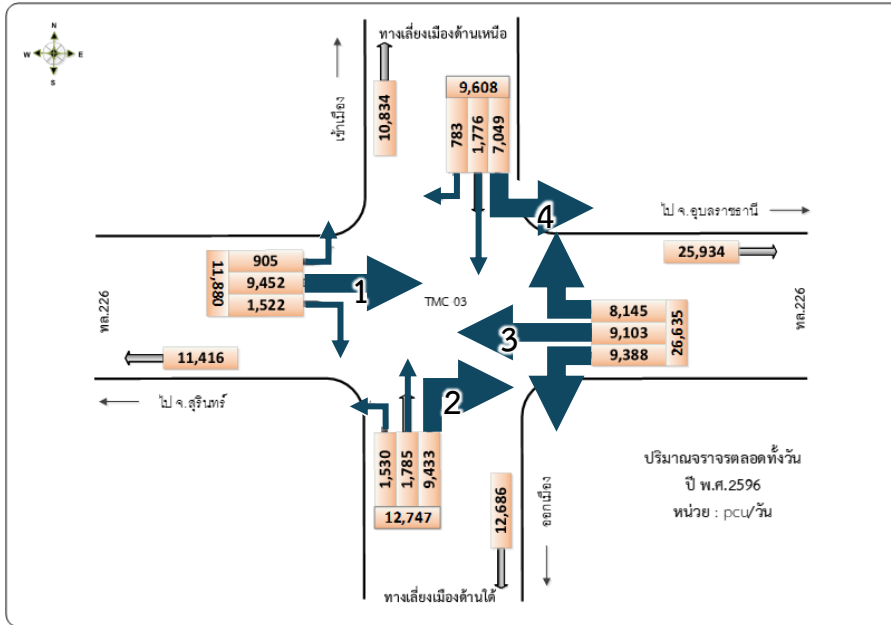 N
W E
S
ทางเลี่ยงเมืองด้านเหนือ
เข้าเมือง
10,834
9,608
783
1,776
7,049
4
ไป จ.อุบลราชธานี
25,934
ทล.226
11,880
905
9,452
1,522
1
TMC 03
ทล.226
8,145
9,103
9,388
26,635
3
11,416
ไป จ.สุรินทร์
2
1,530
1,785
9,433
12,747
12,686
ออกเมือง
ปริมาณจราจรตลอดทั้งวัน
ปี พ.ศ.2596
หน่วย : pcu/วัน
ทางเลี่ยงเมืองด้านใต้